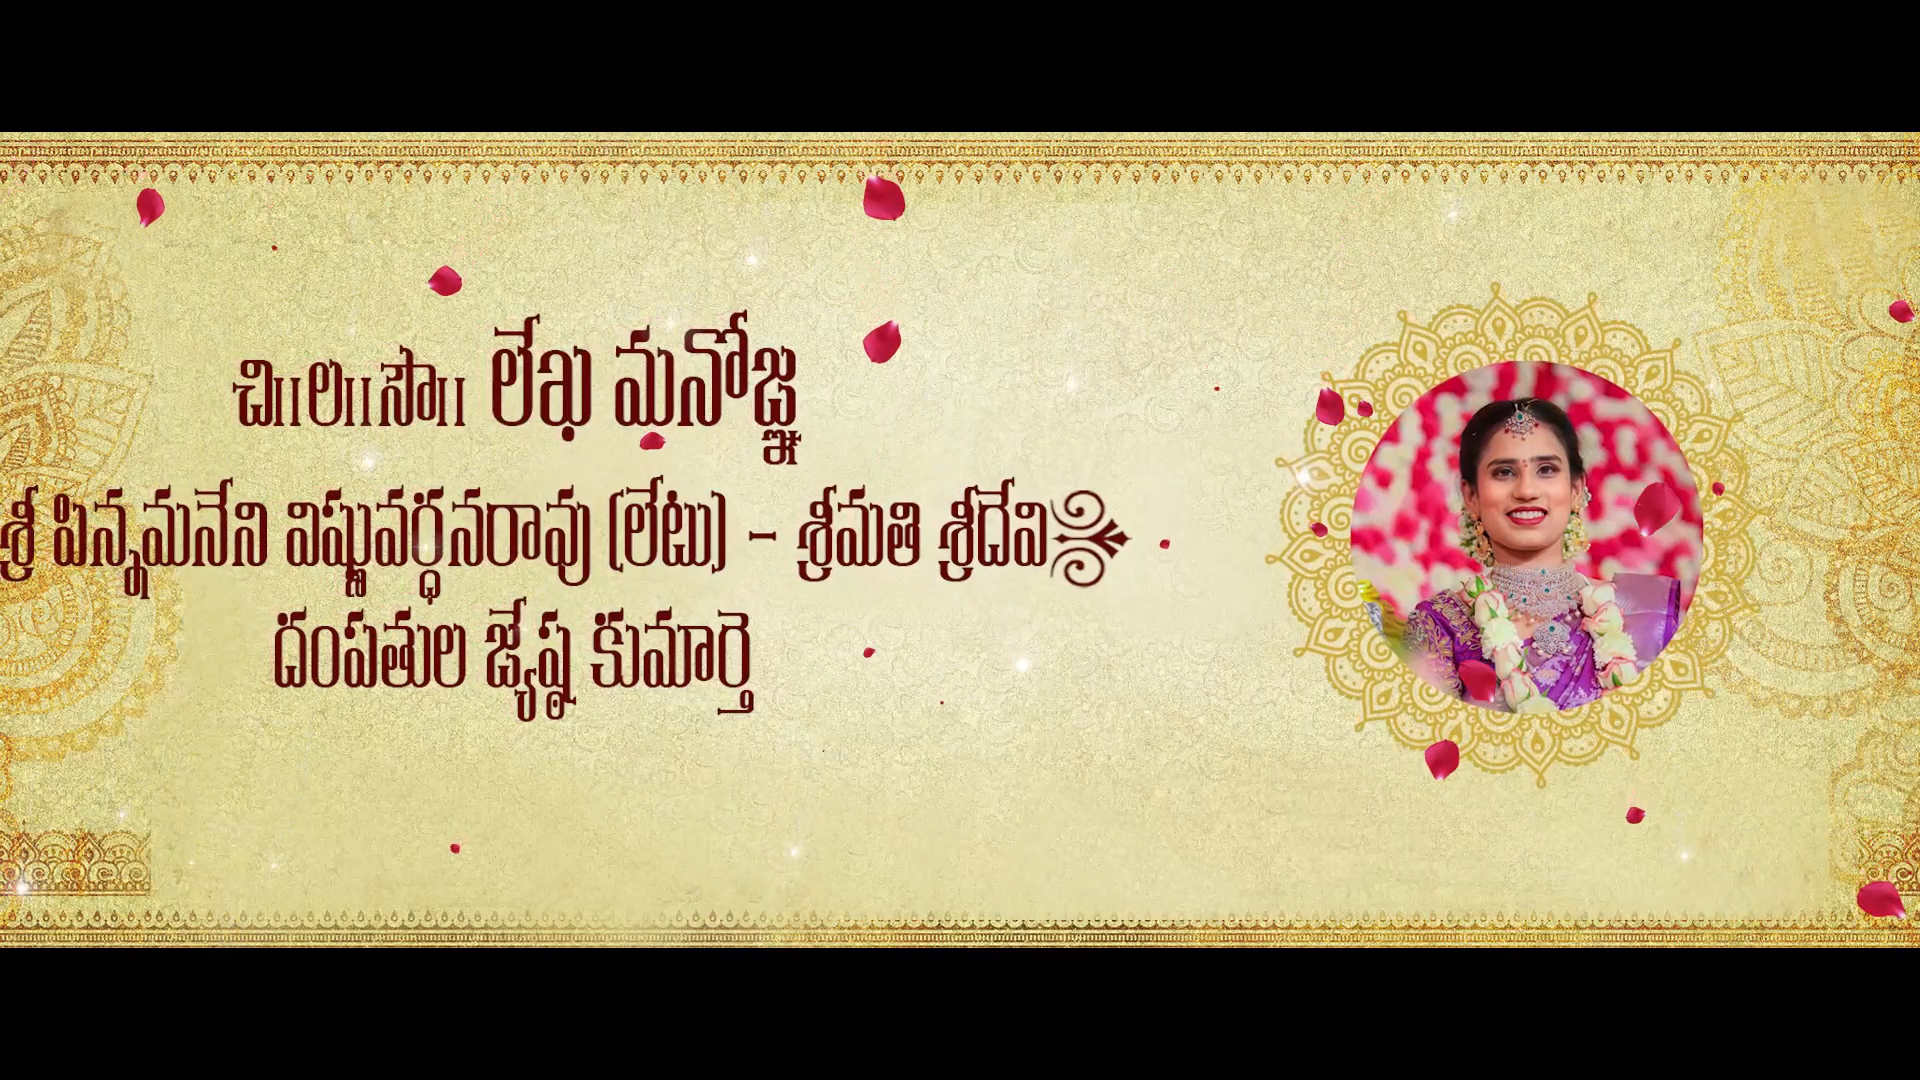 చి॥ల॥సౌ॥ లేఖ మనోజ్ఞ
శ్రీ పిన్నమనేని విష్ణువర్ధనరావు (లేటు) - శ్రీమతి శ్రీదేవి
దంపతుల జ్యేష్ఠ కుమార్తె